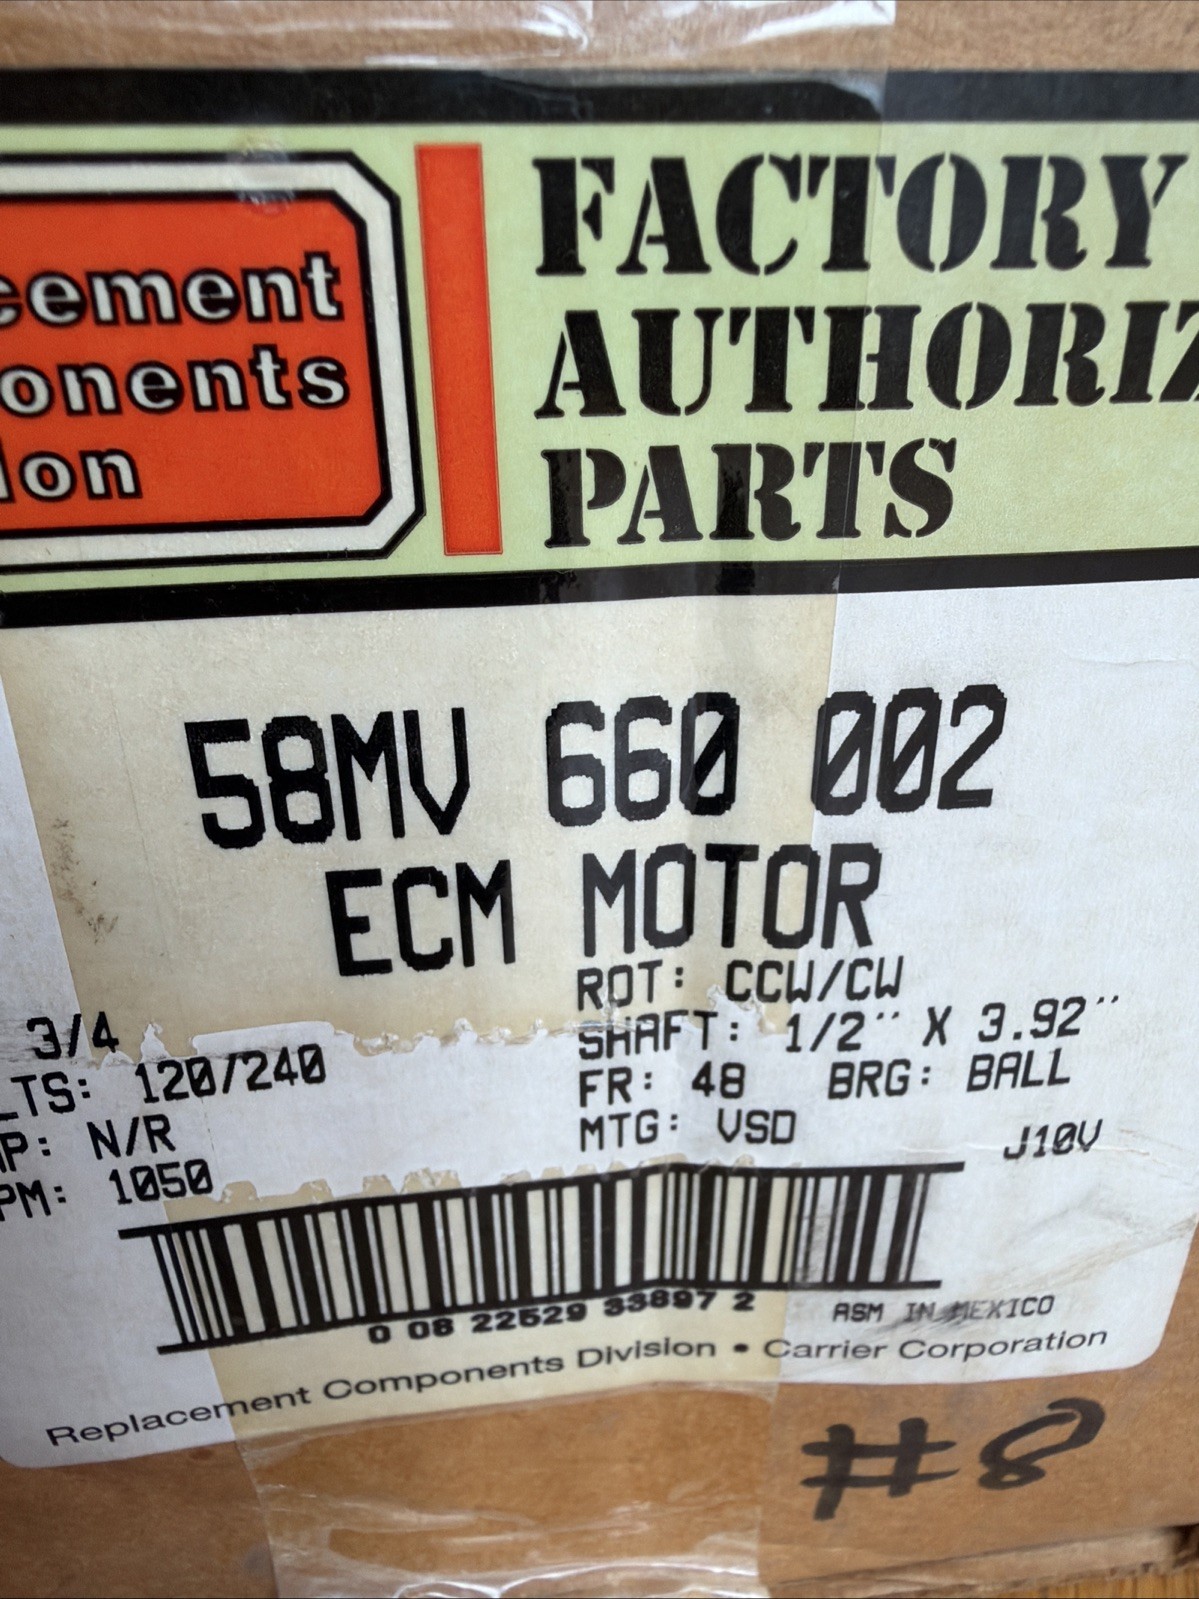 cement
onents
ion
FACTORY
AUTHORIZ
PARTS
58MV 660 002
ECM MOTOR
3/4
LTS: 120/240
MP: N/R
PM: 1050
ROT: CCW/CW
SHAFT: 1/2" X 3.92"
FR: 48 BRG: BALL
MTG: VSD
J10V
0 08 22529 33897 2
ASM IN MEXICO
Replacement Components Division • Carrier Corporation
#8